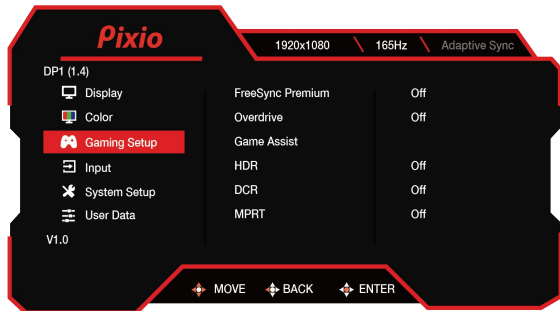 Pixio
1920x1080 165Hz Adaptive Sync
DP1 (1.4)
Display
Color
Gaming Setup
Input
System Setup
User Data
V1.0
FreeSync Premium Off
Overdrive Off
Game Assist
HDR Off
DCR Off
MPRT Off
MOVE BACK ENTER